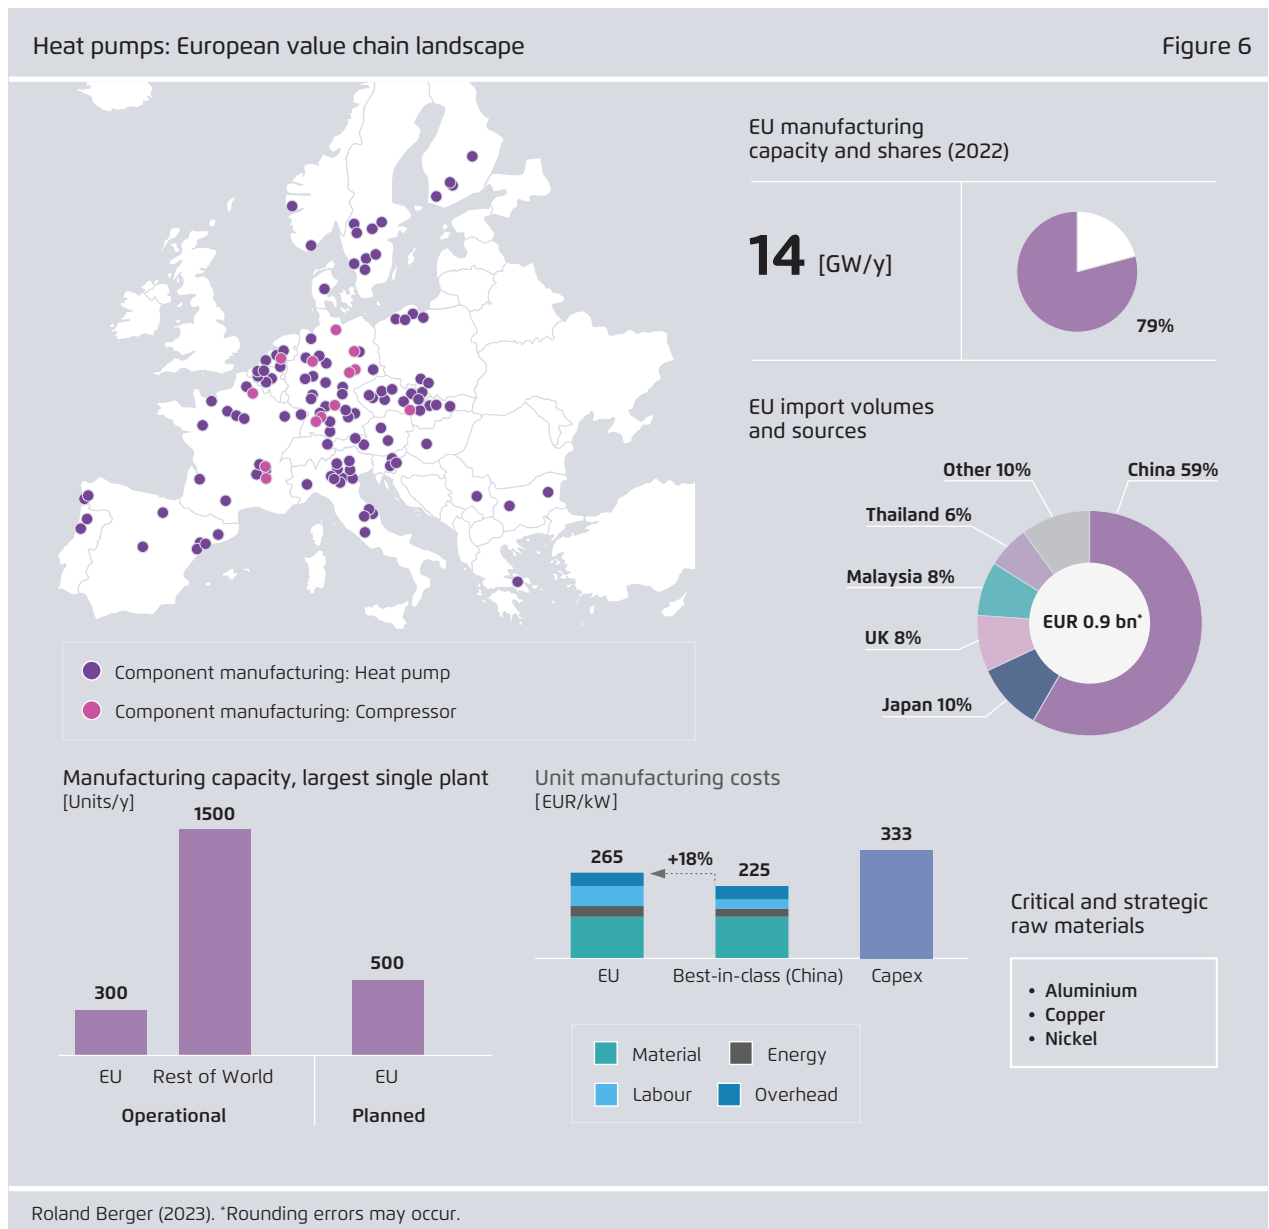 Heat pumps: European value chain landscape
Figure 6
EU manufacturing
capacity and shares (2022)
14 [GW/y]
79%
EU import volumes
and sources
Other 10%
China 59%
Thailand 6%
Malaysia 8%
EUR 0.9 bn*
UK 8%
Japan 10%
Component manufacturing: Heat pump
Component manufacturing: Compressor
Manufacturing capacity, largest single plant
[Units/y]
1500
300
500
EU
Rest of World
EU
Operational
Planned
Unit manufacturing costs
[EUR/kW]
265
+18%
225
333
EU
Best-in-class (China)
Capex
Material
Energy
Labour
Overhead
Critical and strategic
raw materials
• Aluminium
• Copper
• Nickel
Roland Berger (2023). *Rounding errors may occur.